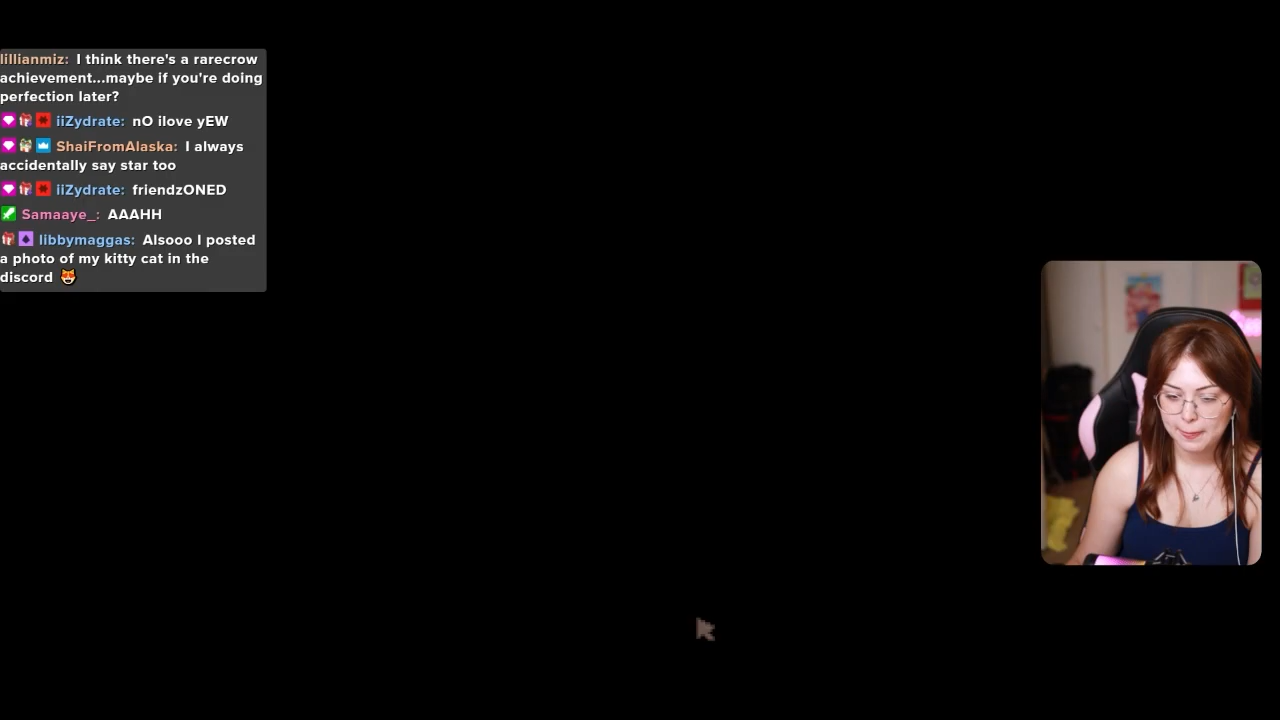 lillianmiz: I think there's a rarecrow
achievement...maybe if you're doing
perfection later?
iiZydrate: nO ilove yEW
ShaiFromAlaska: I always
accidentally say star too
iiZydrate: friendzONED
Samaaye_: AAAHH
libbymaggas: Alsooo I posted
a photo of my kitty cat in the
discord 😻